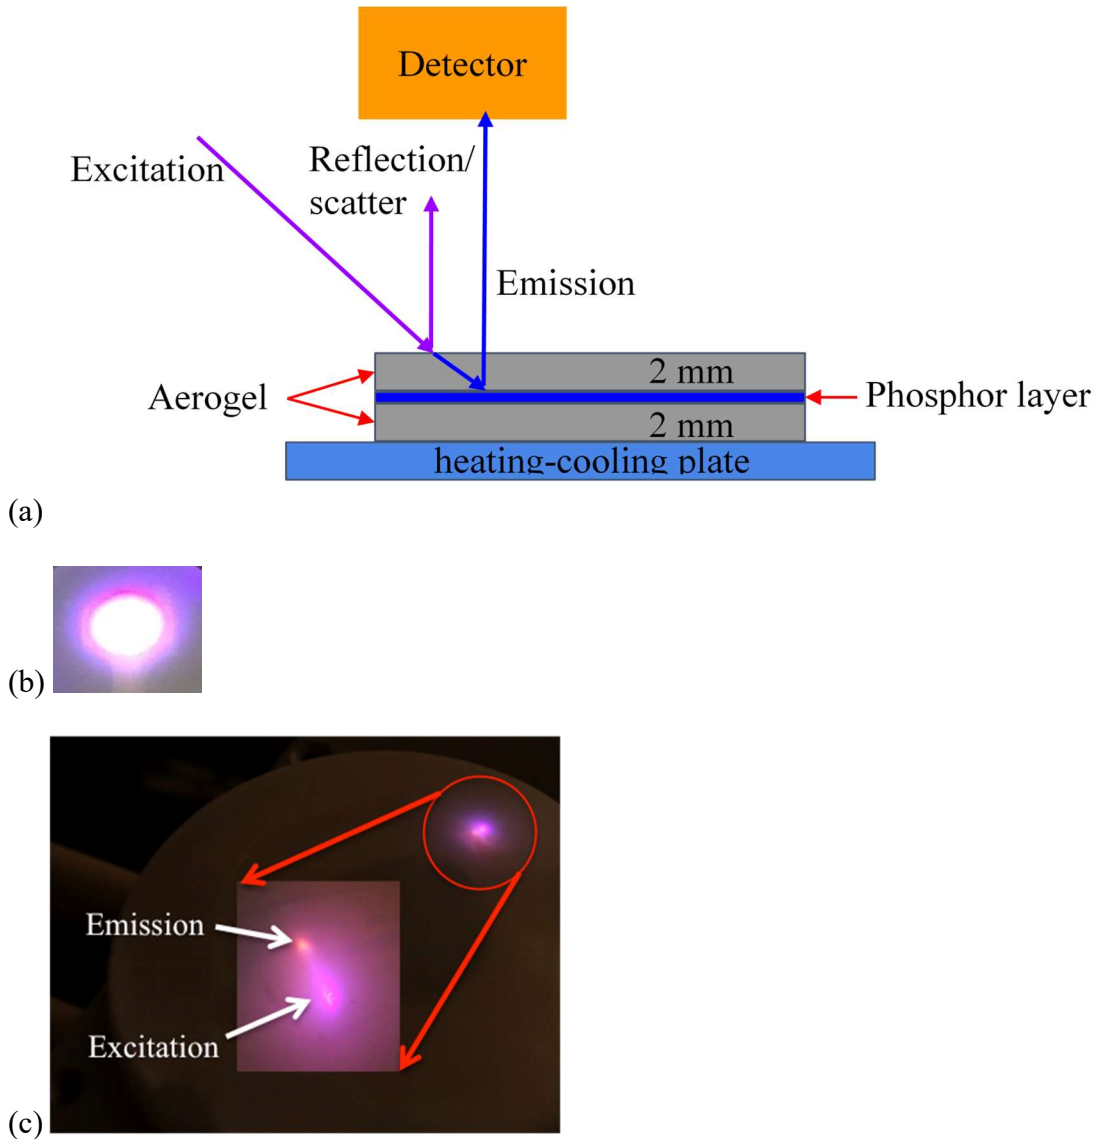 Detector
Excitation
Reflection/
scatter
Emission
2 mm
Aerogel
Phosphor layer
2 mm
heating-cooling plate
(a)
(b)
Emission
Excitation
(c)